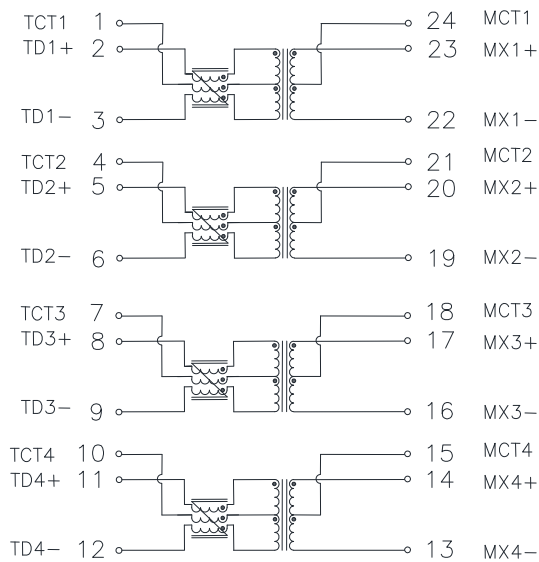 TCT1 1 24 MCT1
TD1+ 2 23 MX1+
TD1− 3 22 MX1−
TCT2 4 21 MCT2
TD2+ 5 20 MX2+
TD2− 6 19 MX2−
TCT3 7 18 MCT3
TD3+ 8 17 MX3+
TD3− 9 16 MX3−
TCT4 10 15 MCT4
TD4+ 11 14 MX4+
TD4− 12 13 MX4−